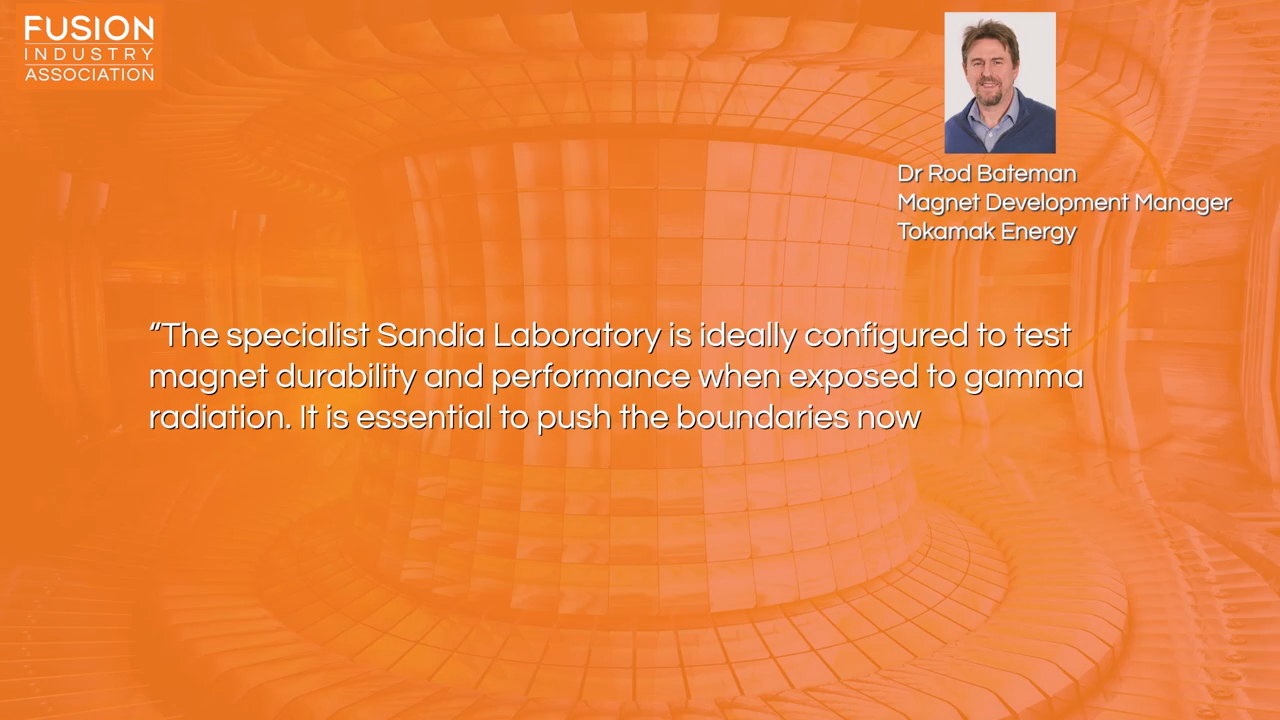 FUSION
INDUSTRY
ASSOCIATION
Dr Rod Bateman
Magnet Development Manager
Tokamak Energy
“The specialist Sandia Laboratory is ideally configured to test
magnet durability and performance when exposed to gamma
radiation. It is essential to push the boundaries now